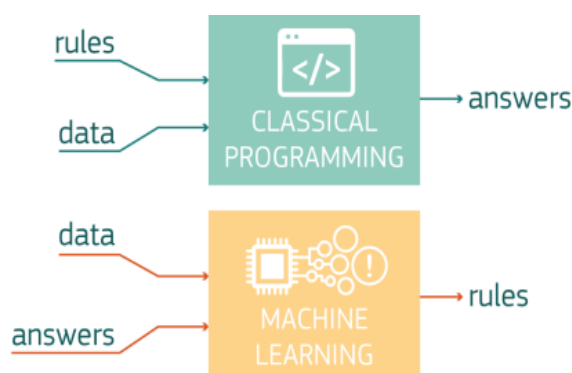 rules
data
</>
CLASSICAL
PROGRAMMING
answers
data
answers
!
MACHINE
LEARNING
rules